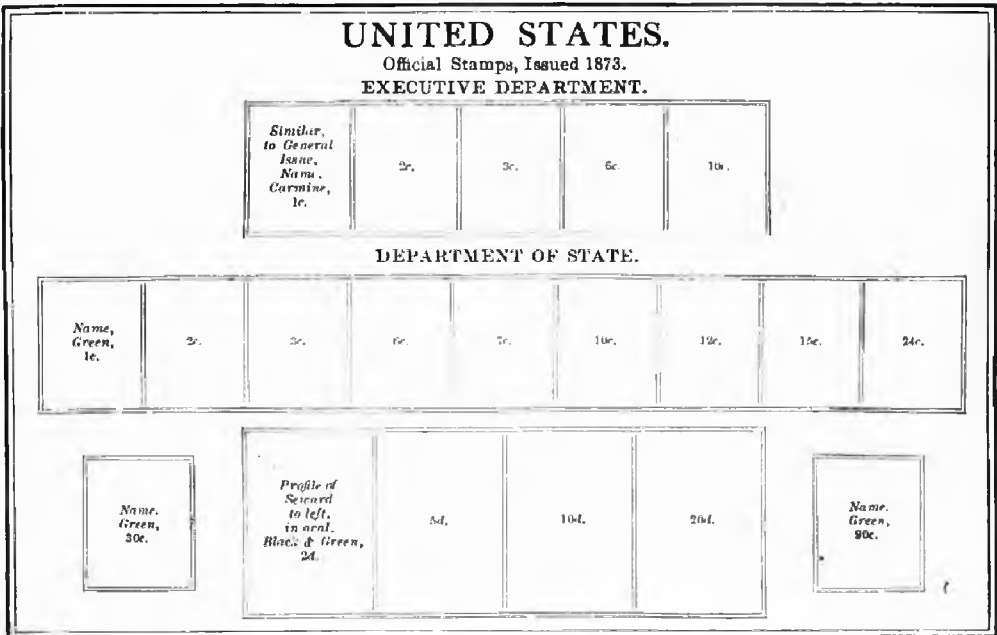 UNITED STATES.
Official Stamps, Issued 1873.
EXECUTIVE DEPARTMENT.
Similar,
to General
Issue,
Name,
Carmine,
1c.
2c.
3c.
6c.
10c.
DEPARTMENT OF STATE.
Name,
Green,
1c.
2c.
3c.
6c.
7c.
10c.
12c.
15c.
24c.
Name.
Green,
30c.
Profile of
Seward
to left,
in oval.
Black & Green,
2d.
5d.
10d.
20d.
Name.
Green,
90c.